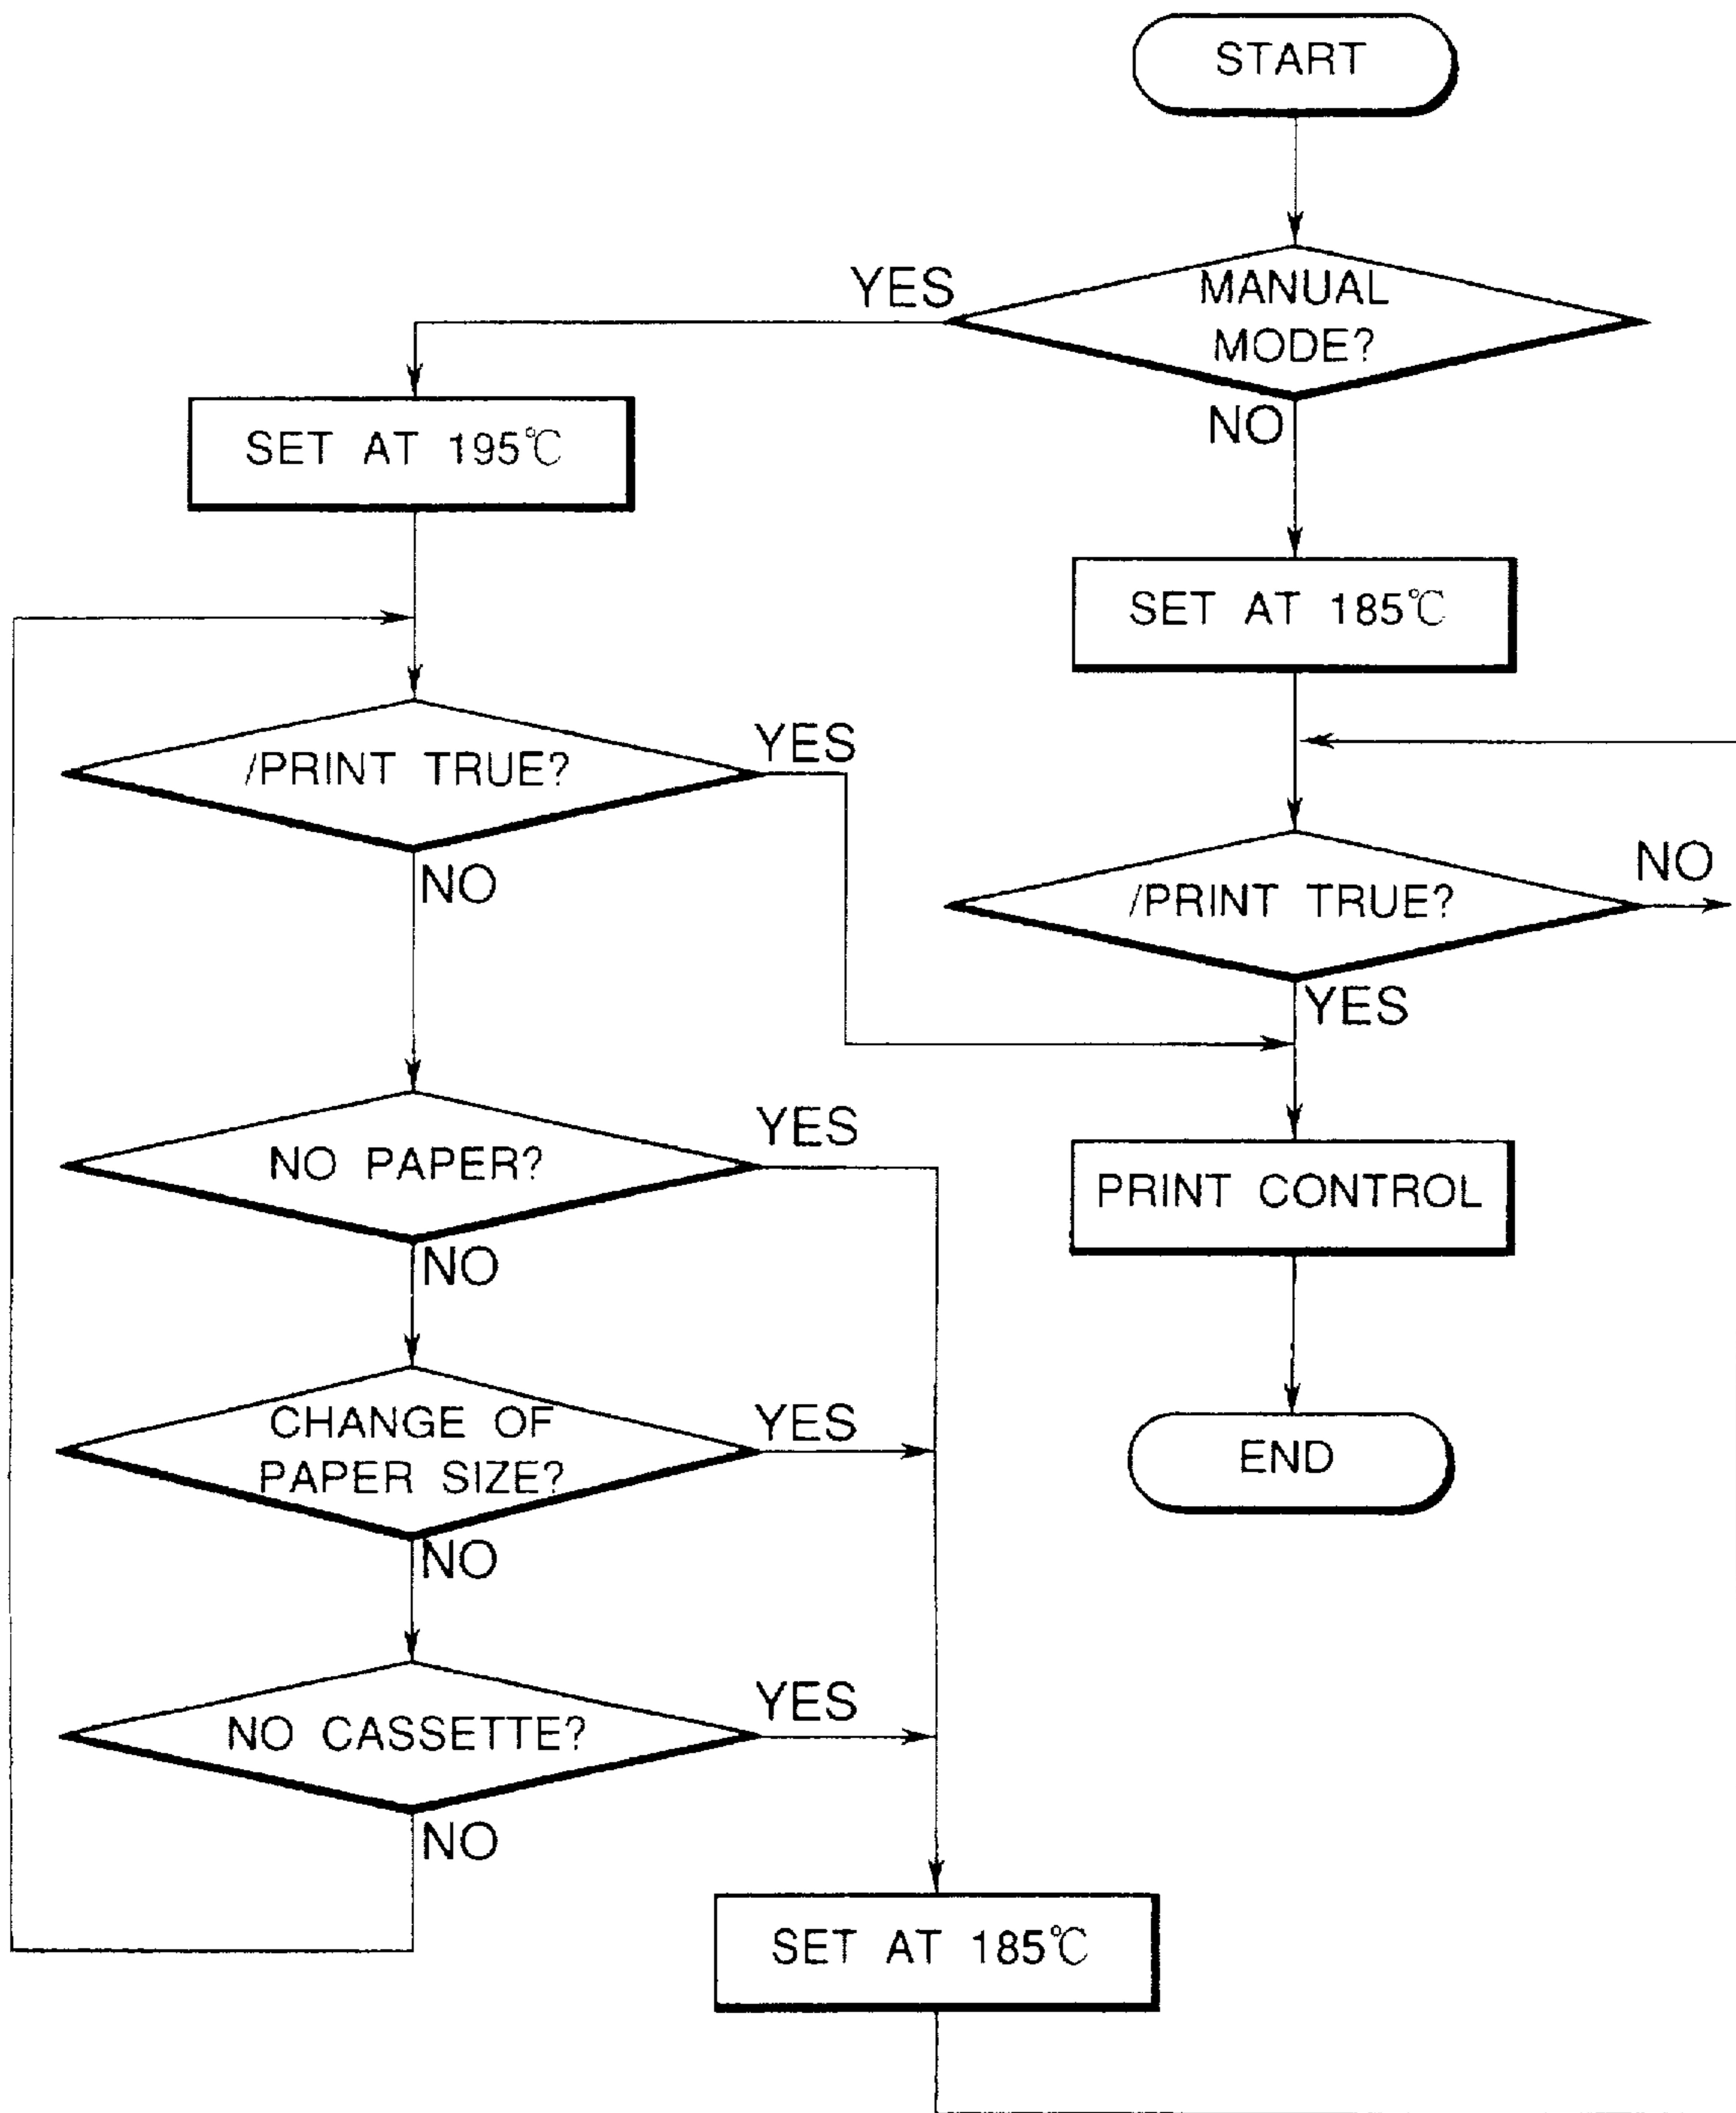 START
MANUAL
MODE?
YES
NO
SET AT 195℃
SET AT 185℃
/PRINT TRUE?
YES
NO
/PRINT TRUE?
NO
YES
NO PAPER?
YES
NO
PRINT CONTROL
CHANGE OF
PAPER SIZE?
YES
NO
END
NO CASSETTE?
YES
NO
SET AT 185℃